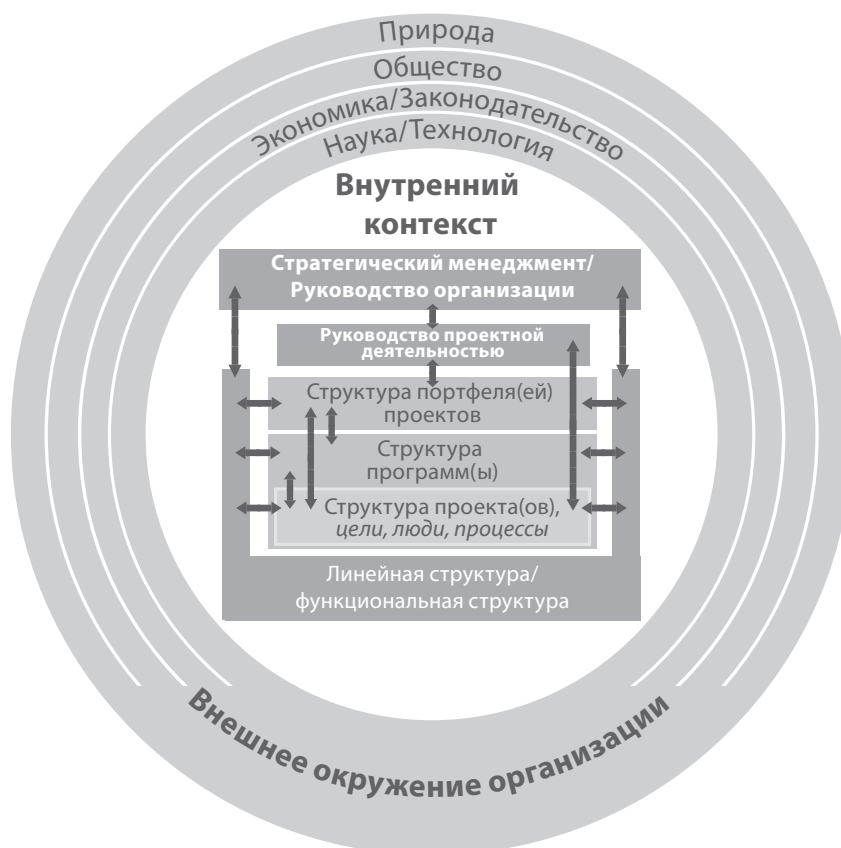 Природа
Общество
Экономика/Законодательство
Наука/Технология
Внутренний
контекст
Стратегический менеджмент/
Руководство организации
Руководство проектной
деятельностью
Структура портфеля(ей)
проектов
Структура
программ(ы)
Структура проекта(ов),
цели, люди, процессы
Линейная структура/
функциональная структура
Внешнее окружение организации